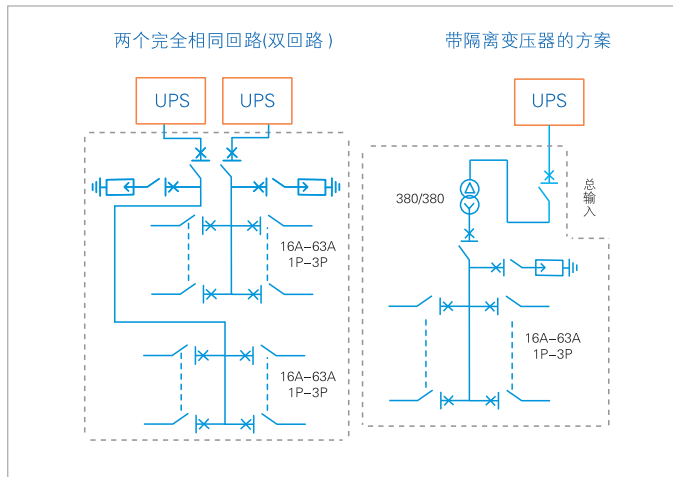 两个完全相同回路(双回路)
带隔离变压器的方案
UPS
UPS
UPS
380/380
总输入
16A-63A
1P-3P
16A-63A
1P-3P
16A-63A
1P-3P